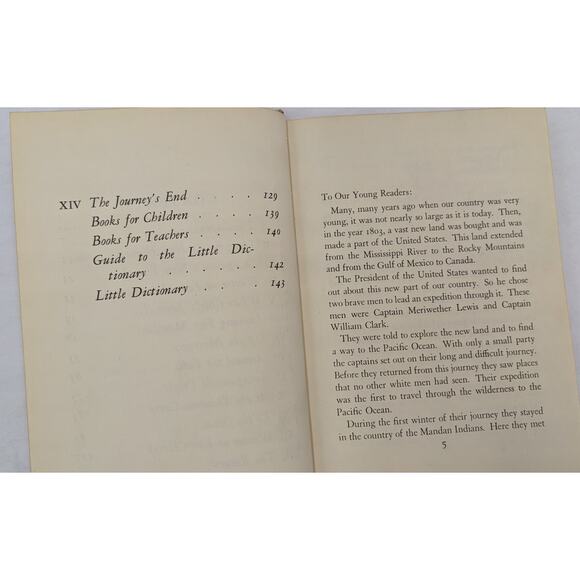 XIV The Journey's End . . . . 129
Books for Children . . . . 139
Books for Teachers . . . . 140
Guide to the Little Dic-
tionary . . . . . 142
Little Dictionary . . . 143
To Our Young Readers:
Many, many years ago when our country was very
young, it was not nearly so large as it is today. Then,
in the year 1803, a vast new land was bought and was
made a part of the United States. This land extended
from the Mississippi River to the Rocky Mountains
and from the Gulf of Mexico to Canada.
The President of the United States wanted to find
out about this new part of our country. So he chose
two brave men to lead an expedition through it. These
men were Captain Meriwether Lewis and Captain
William Clark.
They were told to explore the new land and to find
a way to the Pacific Ocean. With only a small party
the captains set out on their long and difficult journey.
Before they returned from this journey they saw places
that no other white men had seen. Their expedition
was the first to travel through the wilderness to the
Pacific Ocean.
During the first winter of their journey they stayed
in the country of the Mandan Indians. Here they met
5